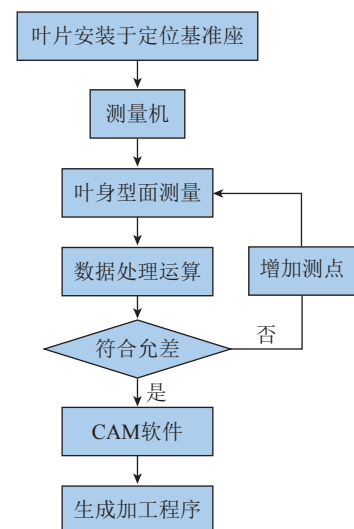 叶片安装于定位基准座
测量机
叶身型面测量
数据处理运算
增加测点
符合允差
否
是
CAM软件
生成加工程序